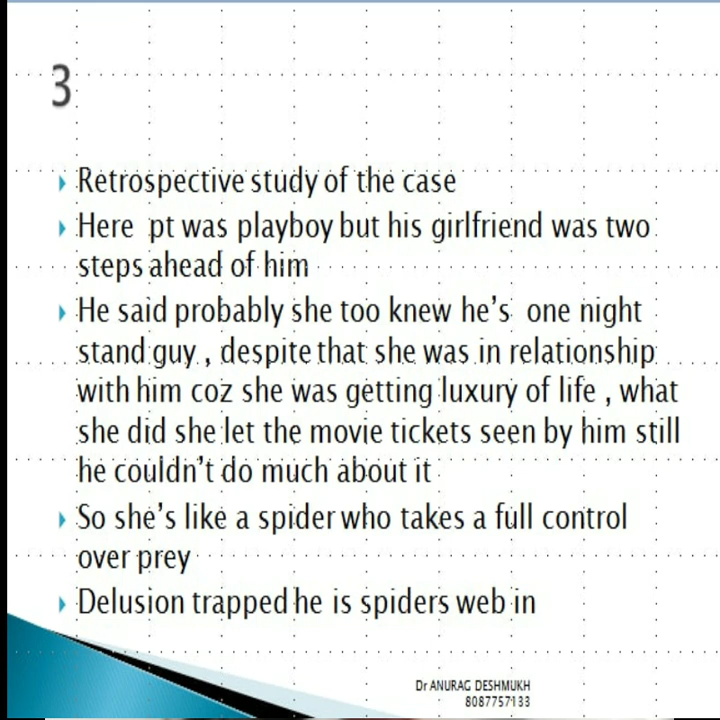 3
Retrospective study of the case
Here pt was playboy but his girlfriend was two
steps ahead of him
He said probably she too knew he's one night
stand guy , despite that she was in relationship
with him coz she was getting luxury of life , what
she did she let the movie tickets seen by him still
he couldn't do much about it
So she's like a spider who takes a full control
over prey
Delusion trapped he is spiders web in
Dr ANURAG DESHMUKH
8087757133